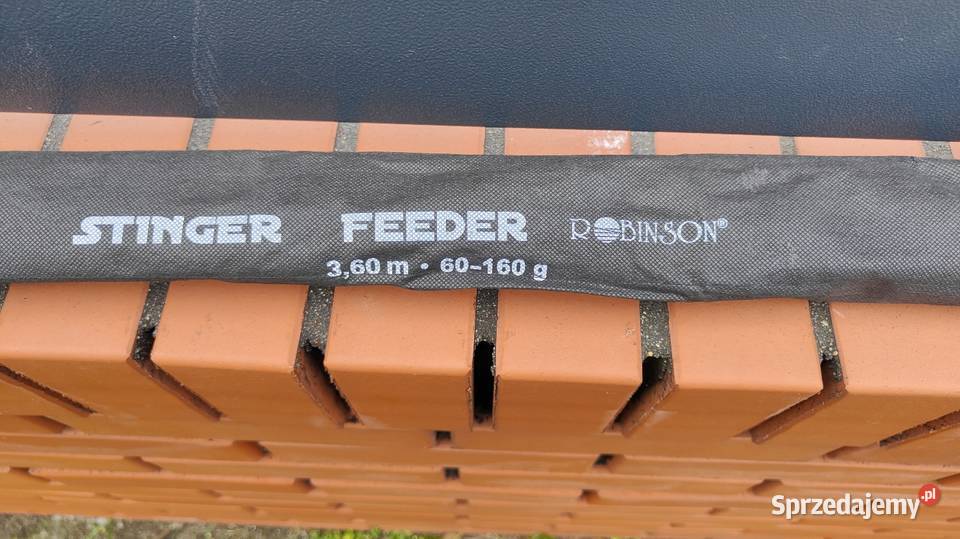 STINGER FEEDER ROBINSON®
3,60 m • 60-160 g
Sprzedajemy.pl